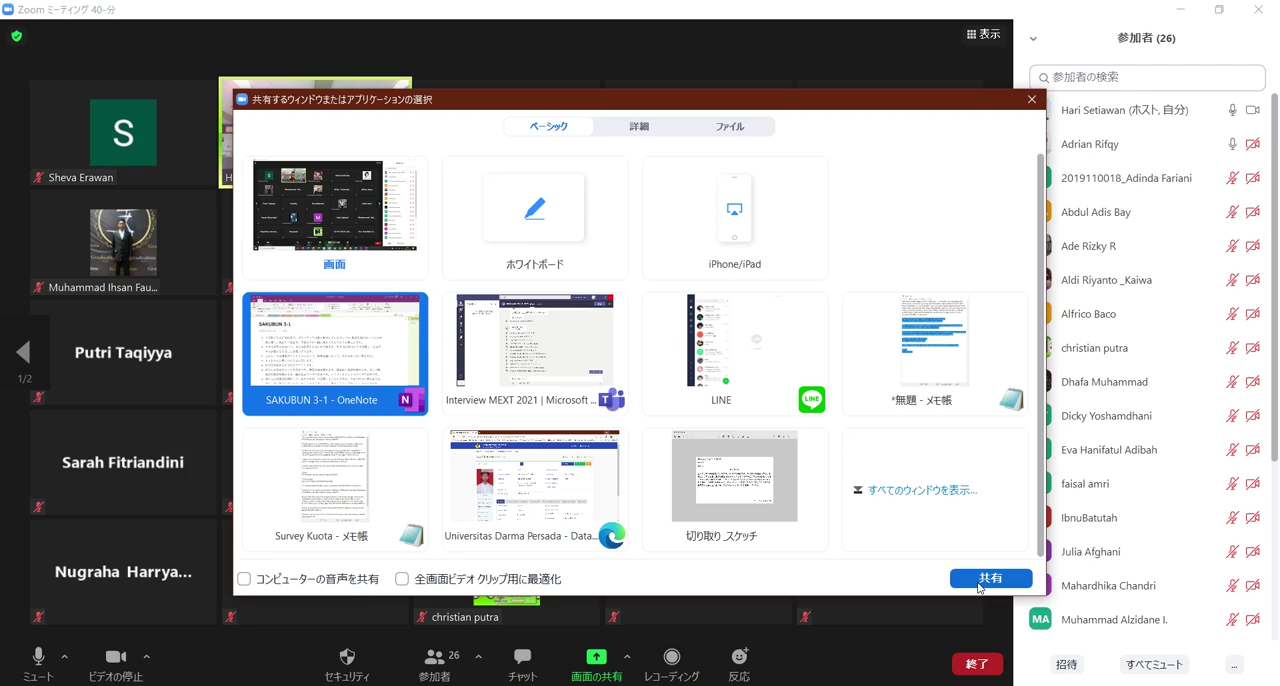 Zoom ミーティング 40-分
表示
参加者 (26)
参加者の検索
Hari Setiawan (ホスト, 自分)
Adrian Rifqy
2019110018_Adinda Fariani
Abdul Adis Bay
Ade Rizky R
Aldi Riyanto _Kaiwa
Alfrico Baco
christian putra
Dhafa Muhammad
Dicky Yoshamdhani
Eva Hanifatul Adibah
faisal amri
IbnuBatutah
Julia Afghani
Mahardhika Chandri
MA
Muhammad Alzidane I.
招待
すべてミュート
...
S
Sheva Erawan
H
Muhammad Ihsan Fau...
1/2
Putri Taqiyya
Sarah Fitriandini
Nugraha Harrya...
christian putra
共有するウィンドウまたはアプリケーションの選択
ベーシック
詳細
ファイル
画面
ホワイトボード
iPhone/iPad
SAKUBUN 3-1
SAKUBUN 3-1 - OneNote
N
Interview MEXT 2021 | Microsoft ...
LINE
LINE
*無題 - メモ帳
Survey Kuota - メモ帳
Universitas Darma Persada - Data...
切り取り_スケッチ
すべてのウィンドウを表示...
コンピューターの音声を共有
全画面ビデオ クリップ用に最適化
共有
ミュート
ビデオの停止
セキュリティ
26
参加者
チャット
画面の共有
レコーディング
反応
終了